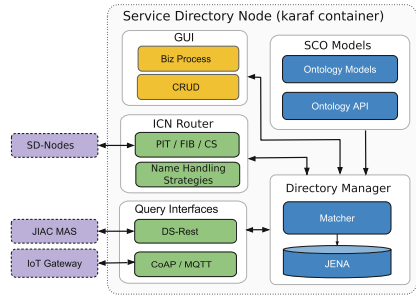 Service Directory Node (karaf container)
GUI
Biz Process
CRUD
SCO Models
Ontology Models
Ontology API
ICN Router
PIT / FIB / CS
Name Handling
Strategies
SD-Nodes
Directory Manager
Matcher
JENA
Query Interfaces
DS-Rest
CoAP / MQTT
JIAC MAS
IoT Gateway